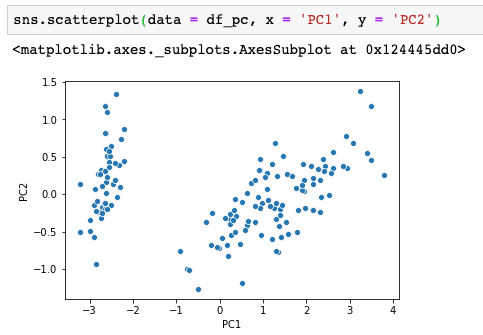 sns.scatterplot(data = df_pc, x = 'PC1', y = 'PC2')
<matplotlib.axes._subplots.AxesSubplot at 0x124445dd0>
1.5
1.0
0.5
0.0
−0.5
−1.0
PC2
−3 −2 −1 0 1 2 3 4
PC1